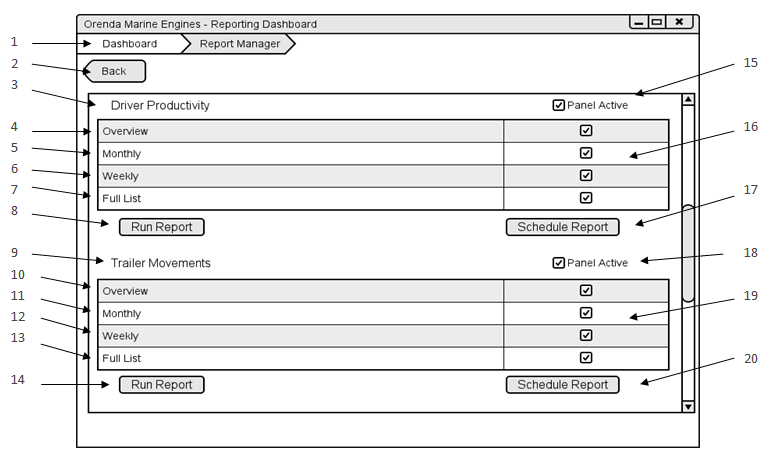 Orenda Marine Engines - Reporting Dashboard
1 Dashboard Report Manager
2 Back
15
3 Driver Productivity Panel Active
4 Overview 16
5 Monthly
6 Weekly
7 Full List 17
8 Run Report Schedule Report
9 Trailer Movements Panel Active 18
10 Overview
11 Monthly 19
12 Weekly
13 Full List
14 Run Report Schedule Report 20